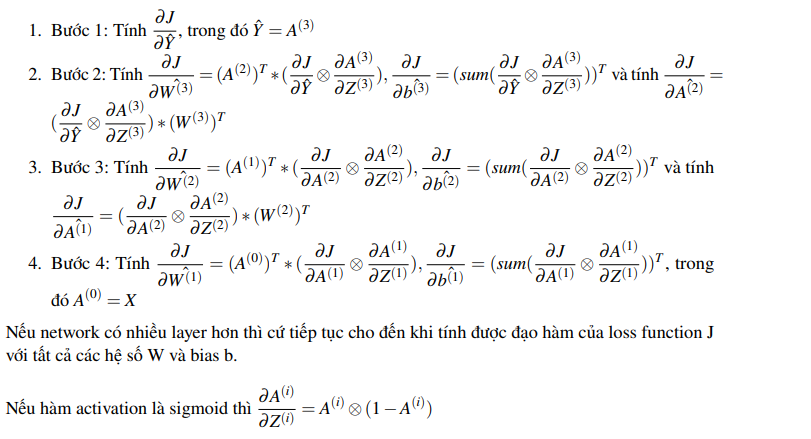 1. Bước 1: Tính $\frac{\partial J}{\partial \hat{Y}}$, trong đó $\hat{Y} = A^{(3)}$
2. Bước 2: Tính $\frac{\partial J}{\partial \hat{W^{(3)}}} = (A^{(2)})^T * (\frac{\partial J}{\partial \hat{Y}} \otimes \frac{\partial A^{(3)}}{\partial Z^{(3)}})$, $\frac{\partial J}{\partial \hat{b^{(3)}}} = (sum(\frac{\partial J}{\partial \hat{Y}} \otimes \frac{\partial A^{(3)}}{\partial Z^{(3)}}))^T$ và tính $\frac{\partial J}{\partial \hat{A^{(2)}}} =$
$(\frac{\partial J}{\partial \hat{Y}} \otimes \frac{\partial A^{(3)}}{\partial Z^{(3)}}) * (W^{(3)})^T$
3. Bước 3: Tính $\frac{\partial J}{\partial \hat{W^{(2)}}} = (A^{(1)})^T * (\frac{\partial J}{\partial A^{(2)}} \otimes \frac{\partial A^{(2)}}{\partial Z^{(2)}})$, $\frac{\partial J}{\partial \hat{b^{(2)}}} = (sum(\frac{\partial J}{\partial A^{(2)}} \otimes \frac{\partial A^{(2)}}{\partial Z^{(2)}}))^T$ và tính
$\frac{\partial J}{\partial \hat{A^{(1)}}} = (\frac{\partial J}{\partial A^{(2)}} \otimes \frac{\partial A^{(2)}}{\partial Z^{(2)}}) * (W^{(2)})^T$
4. Bước 4: Tính $\frac{\partial J}{\partial \hat{W^{(1)}}} = (A^{(0)})^T * (\frac{\partial J}{\partial A^{(1)}} \otimes \frac{\partial A^{(1)}}{\partial Z^{(1)}})$, $\frac{\partial J}{\partial \hat{b^{(1)}}} = (sum(\frac{\partial J}{\partial A^{(1)}} \otimes \frac{\partial A^{(1)}}{\partial Z^{(1)}}))^T$, trong
đó $A^{(0)} = X$
Nếu network có nhiều layer hơn thì cứ tiếp tục cho đến khi tính được đạo hàm của loss function J
với tất cả các hệ số W và bias b.
Nếu hàm activation là sigmoid thì $\frac{\partial A^{(i)}}{\partial Z^{(i)}} = A^{(i)} \otimes (1 - A^{(i)})$